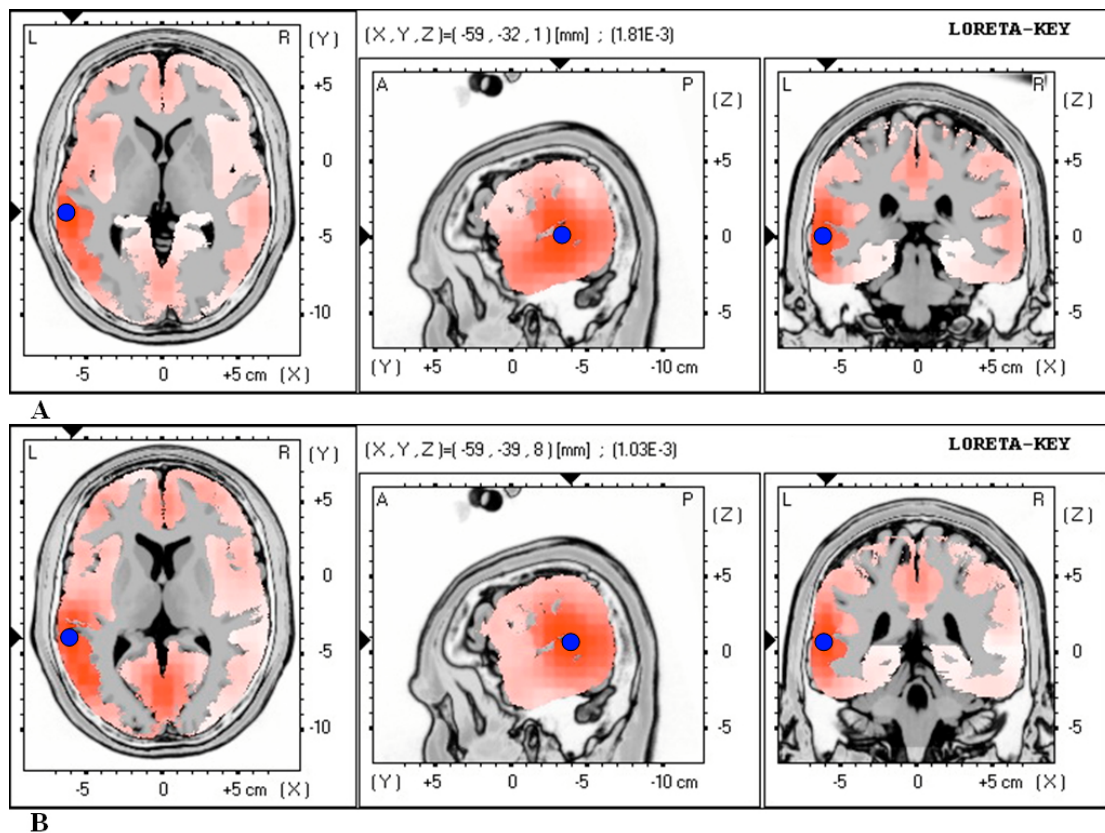 (X, Y, Z)=(-59, -32, 1) [mm] ; (1.81E-3)
LORETA-KEY
L R (Y)
+5
0
-5
-10
-5 0 +5 cm (X)
A P (Z)
+5
0
-5
(Y) +5 0 -5 -10 cm
L R (Z)
+5
0
-5
-5 0 +5 cm (X)
A
(X, Y, Z)=(-59, -39, 8) [mm] ; (1.03E-3)
LORETA-KEY
L R (Y)
+5
0
-5
-10
-5 0 +5 cm (X)
A P (Z)
+5
0
-5
(Y) +5 0 -5 -10 cm
L R (Z)
+5
0
-5
-5 0 +5 cm (X)
B